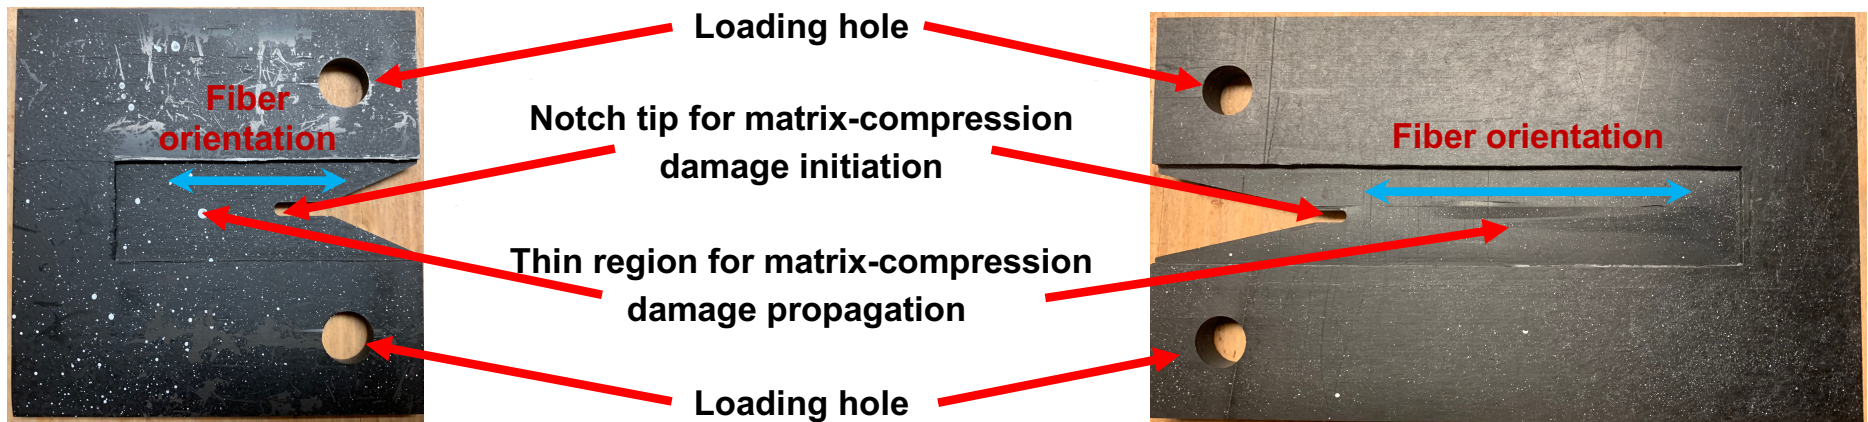 Loading hole
Fiber
orientation
Notch tip for matrix-compression
damage initiation
Fiber orientation
Thin region for matrix-compression
damage propagation
Loading hole